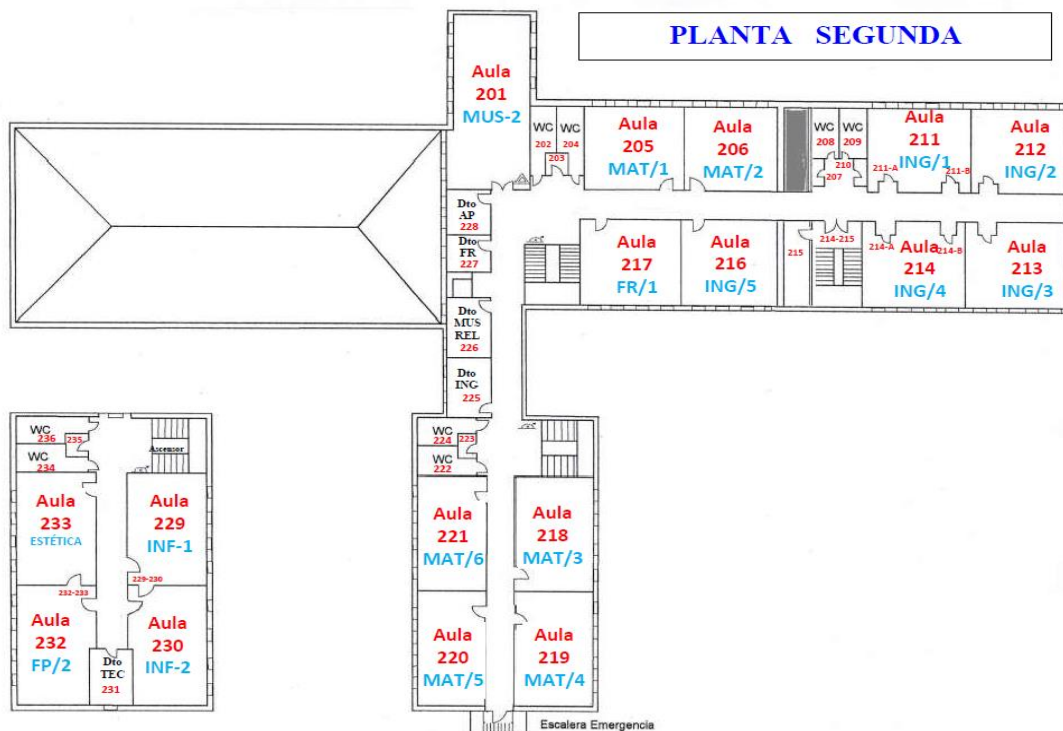 PLANTA SEGUNDA
Aula
201
MUS-2
WC
202
WC
204
203
Aula
205
MAT/1
Aula
206
MAT/2
WC
208
WC
209
210
207
Aula
211
ING/1
211-A
211-B
Aula
212
ING/2
Dto
AP
228
Dto
FR
227
Aula
217
FR/1
Aula
216
ING/5
215
214-215
214-A
Aula
214
ING/4
214-B
Aula
213
ING/3
Dto
MUS
REL
226
Dto
ING
225
WC
236
235
WC
234
Ascensor
Aula
233
ESTÉTICA
Aula
229
INF-1
229-230
232-233
Aula
232
FP/2
Aula
230
INF-2
Dto
TEC
231
WC
224
223
WC
222
Aula
221
MAT/6
Aula
218
MAT/3
Aula
220
MAT/5
Aula
219
MAT/4
Escalera Emergencia